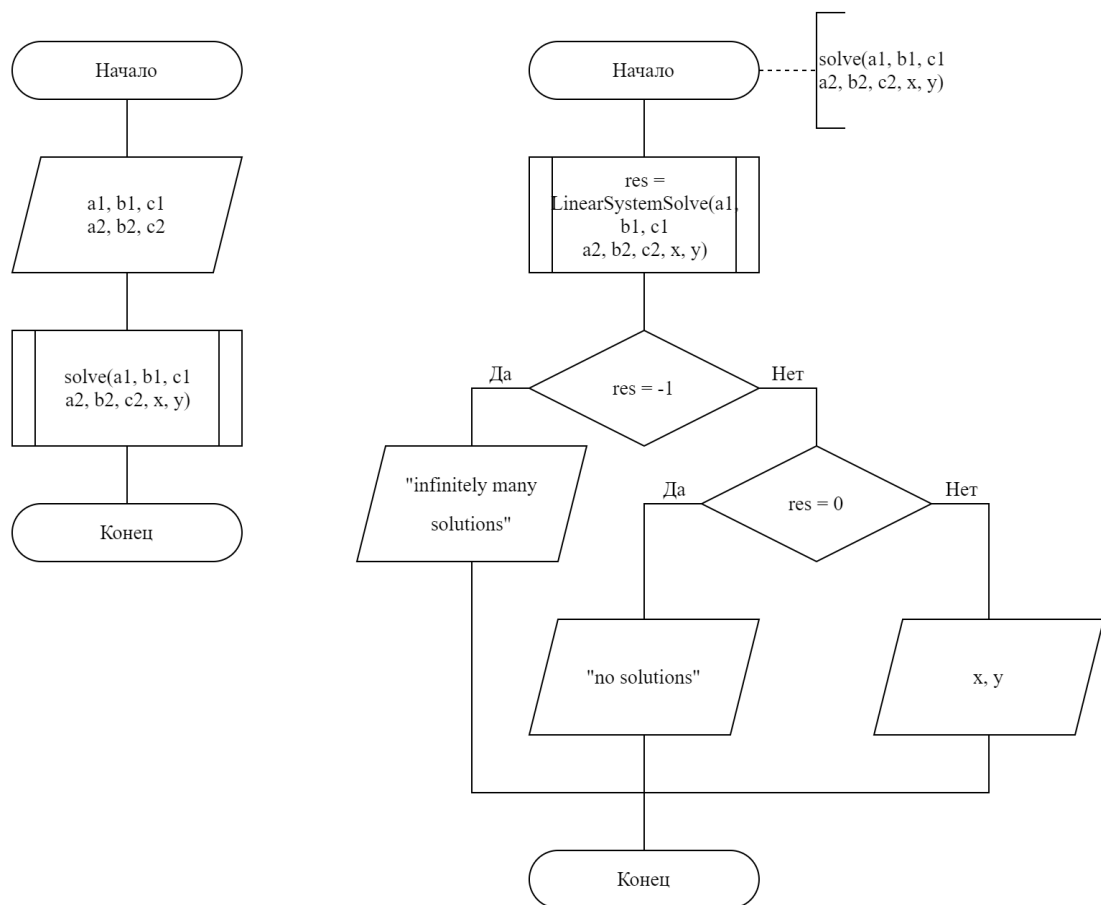 Начало
a1, b1, c1
a2, b2, c2
solve(a1, b1, c1
a2, b2, c2, x, y)
Конец
Начало
solve(a1, b1, c1
a2, b2, c2, x, y)
res =
LinearSystemSolve(a1,
b1, c1
a2, b2, c2, x, y)
Да
res = -1
Нет
"infinitely many
solutions"
Да
res = 0
Нет
"no solutions"
x, y
Конец